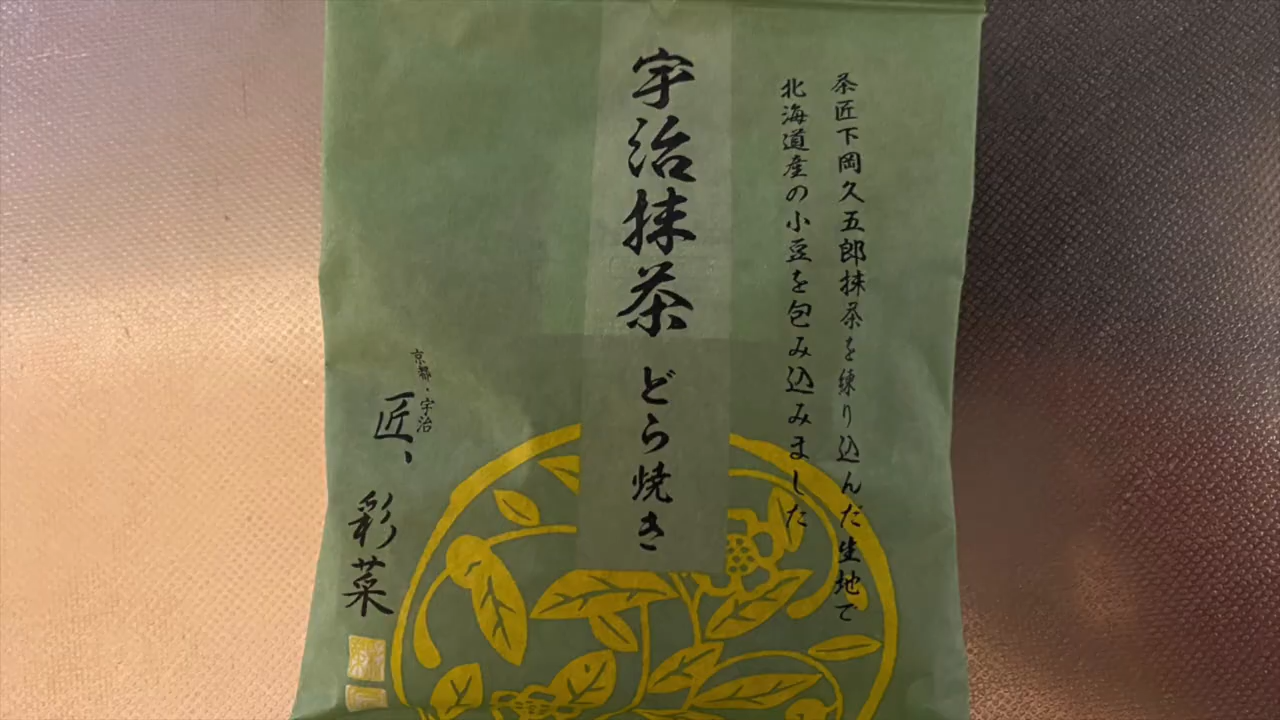 茶匠下岡久五郎抹茶を練り込んだ生地で
北海道産の小豆を包み込みました
宇治抹茶 どら焼き
京都・宇治
匠、彩菜